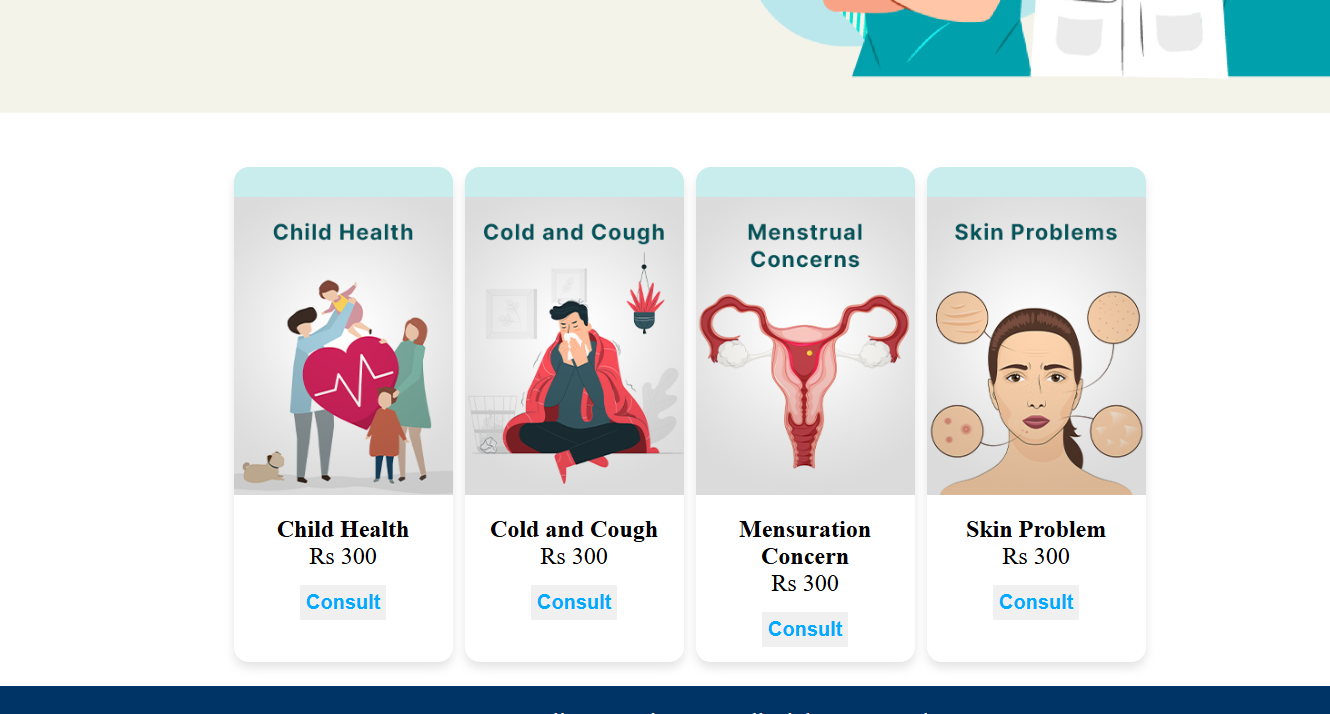 Child Health
Cold and Cough
Menstrual
Concerns
Skin Problems
Child Health
Rs 300
Consult
Cold and Cough
Rs 300
Consult
Mensuration
Concern
Rs 300
Consult
Skin Problem
Rs 300
Consult